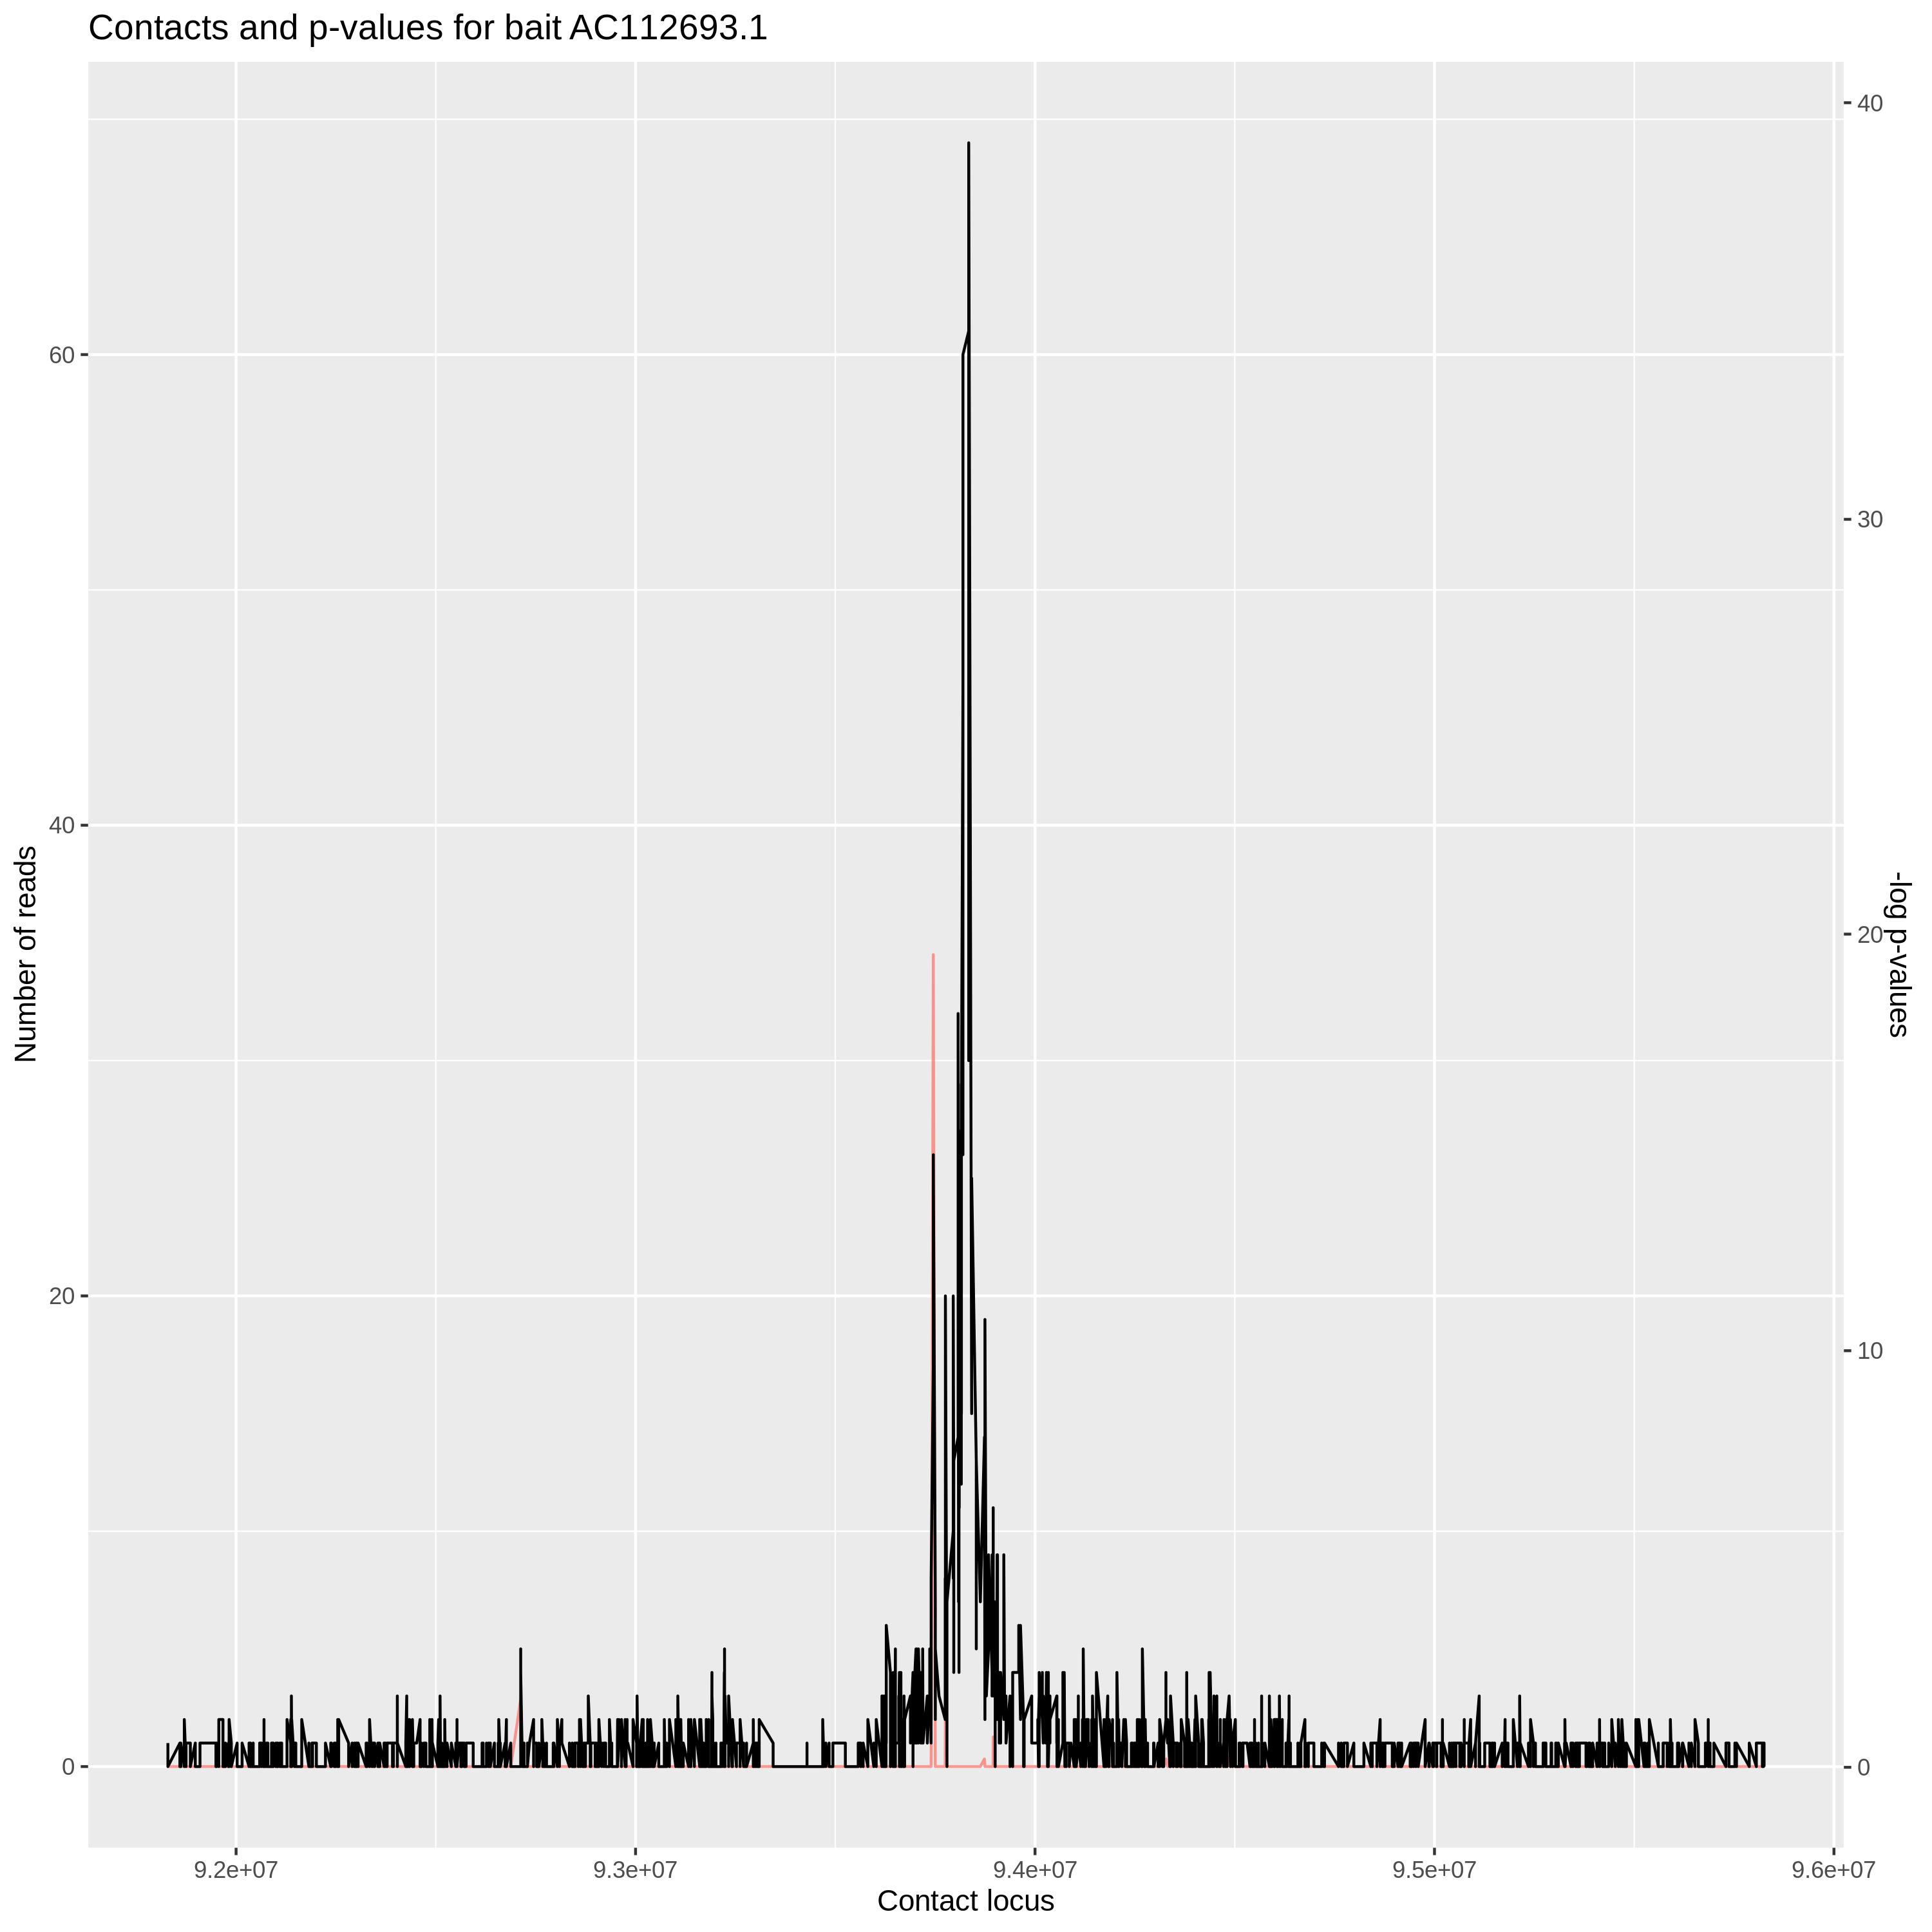 Contacts and p-values for bait AC112693.1
40
60
30
40
Number of reads
-log p-values
20
20
10
0
0
9.2e+07
9.3e+07
9.4e+07
9.5e+07
9.6e+07
Contact locus